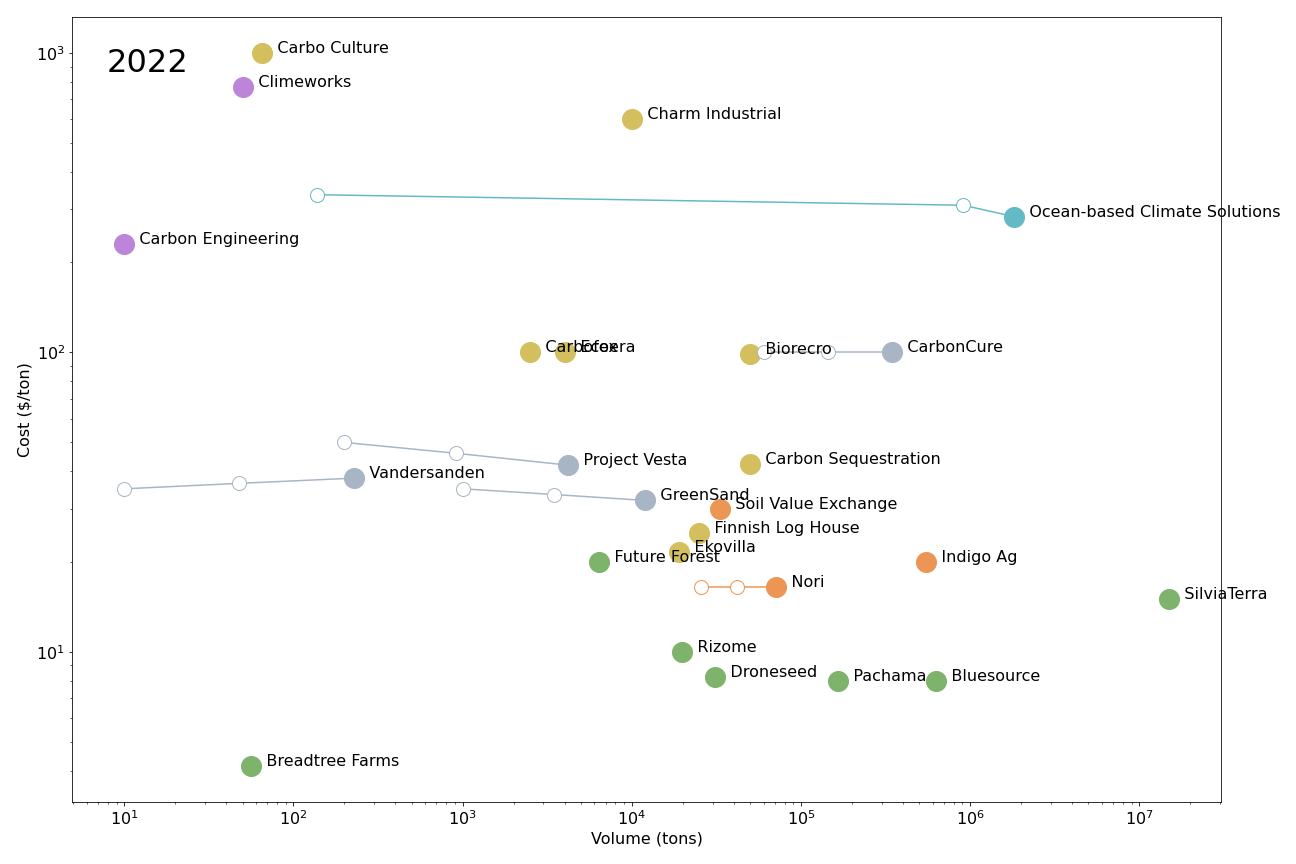 2022
Carbo Culture
Climeworks
Charm Industrial
Ocean-based Climate Solutions
Carbon Engineering
Carbofex
Ecoera
Biorecro
CarbonCure
Project Vesta
Carbon Sequestration
Vandersanden
GreenSand
Soil Value Exchange
Finnish Log House
Ekovilla
Future Forest
Indigo Ag
Nori
SilviaTerra
Rizome
Droneseed
Pachama
Bluesource
Breadtree Farms
10³
10²
10¹
Cost ($/ton)
10¹ 10² 10³ 10⁴ 10⁵ 10⁶ 10⁷
Volume (tons)